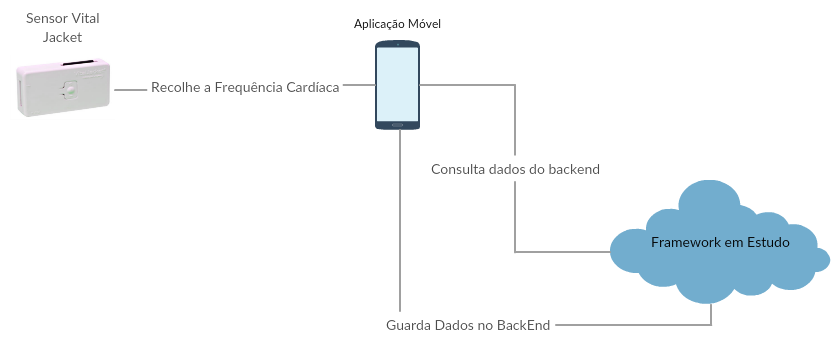 Sensor Vital
Jacket
Aplicação Móvel
Recolhe a Frequência Cardíaca
Consulta dados do backend
Framework em Estudo
Guarda Dados no BackEnd